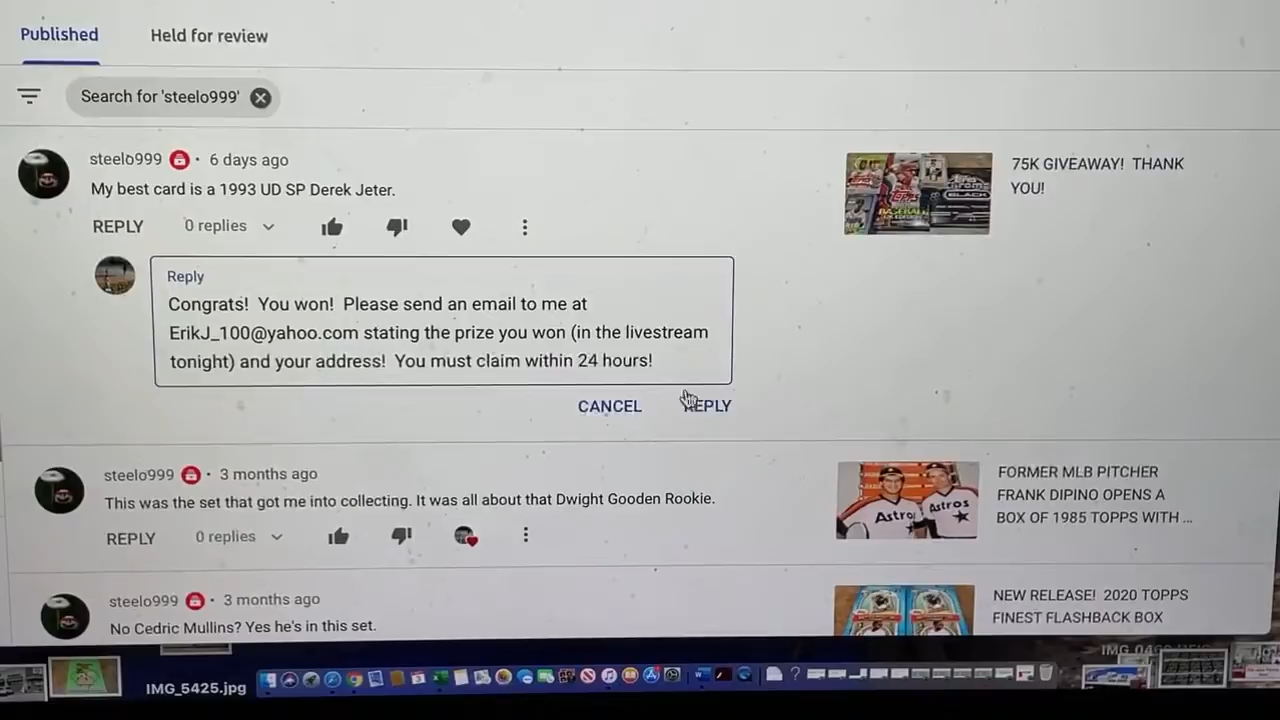 Published
Held for review
Search for 'steelo999'
steelo999 · 6 days ago
My best card is a 1993 UD SP Derek Jeter.
REPLY
0 replies
75K GIVEAWAY! THANK
YOU!
Reply
Congrats! You won! Please send an email to me at
ErikJ_100@yahoo.com stating the prize you won (in the livestream
tonight) and your address! You must claim within 24 hours!
CANCEL
REPLY
steelo999 · 3 months ago
This was the set that got me into collecting. It was all about that Dwight Gooden Rookie.
REPLY
0 replies
FORMER MLB PITCHER
FRANK DIPINO OPENS A
BOX OF 1985 TOPPS WITH ...
Astros
steelo999 · 3 months ago
No Cedric Mullins? Yes he's in this set.
NEW RELEASE! 2020 TOPPS
FINEST FLASHBACK BOX
IMG_5425.jpg